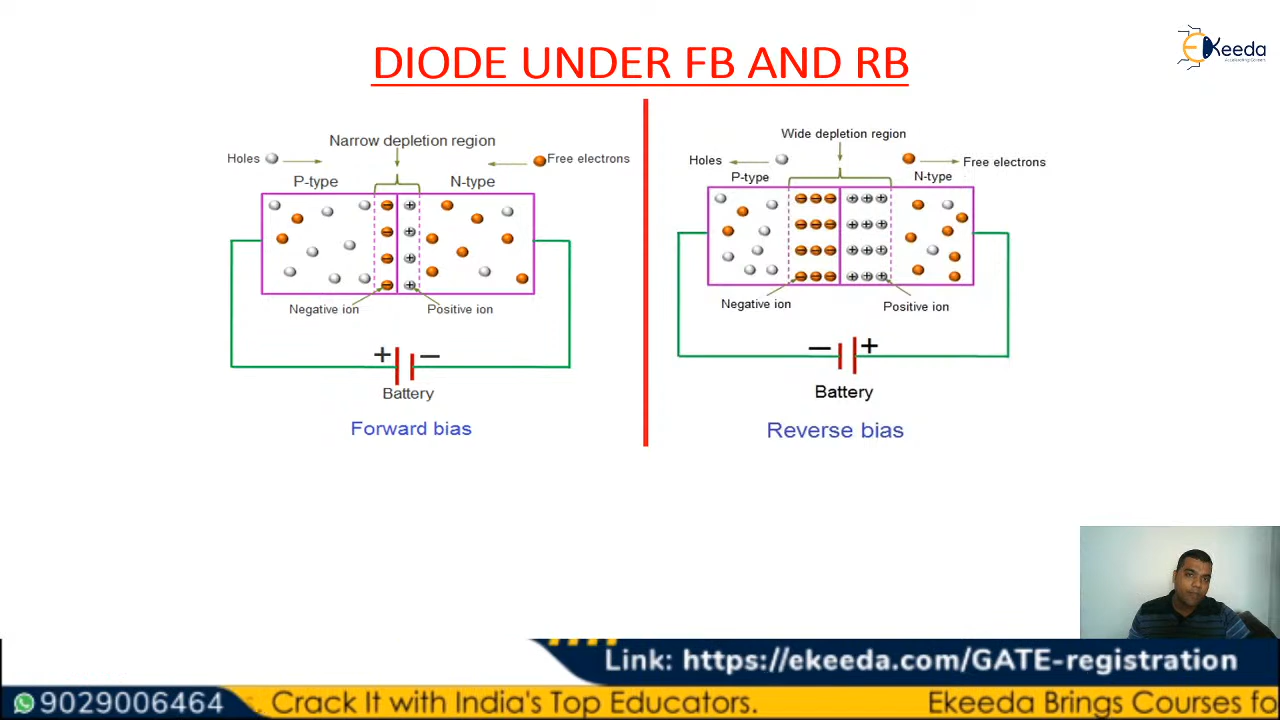 DIODE UNDER FB AND RB
Ekeeda
Narrow depletion region
Holes
Free electrons
P-type
N-type
Negative ion
Positive ion
+ −
Battery
Forward bias
Wide depletion region
Holes
Free electrons
P-type
N-type
Negative ion
Positive ion
− +
Battery
Reverse bias
Link: https://ekeeda.com/GATE-registration
9029006464
. Crack It with India's Top Educators.
Ekeeda Brings Courses fo